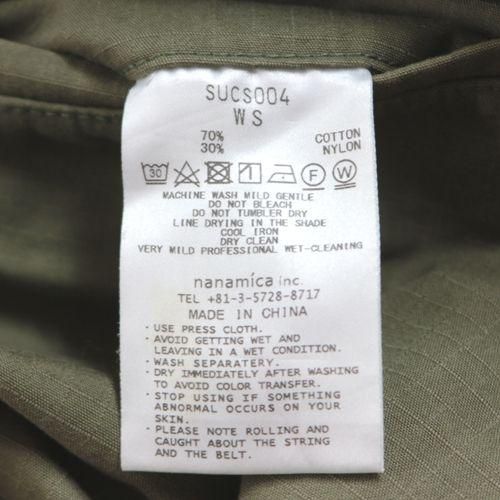 SUCS004
WS
70% COTTON
30% NYLON
30 F W
MACHINE WASH MILD GENTLE
DO NOT BLEACH
DO NOT TUMBLER DRY
LINE DRYING IN THE SHADE
COOL IRON
DRY CLEAN
VERY MILD PROFESSIONAL WET-CLEANING
nanamica inc.
TEL +81-3-5728-8717
MADE IN CHINA
・USE PRESS CLOTH.
・AVOID GETTING WET AND
LEAVING IN A WET CONDITION.
・WASH SEPARATERY.
・DRY IMMEDIATELY AFTER WASHING
TO AVOID COLOR TRANSFER.
・STOP USING IF SOMETHING
ABNORMAL OCCURS ON YOUR
SKIN.
・PLEASE NOTE ROLLING AND
CAUGHT ABOUT THE STRING
AND THE BELT.